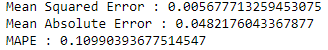 Mean Squared Error : 0.005677713259453075
Mean Absolute Error : 0.0482176043367877
MAPE : 0.10990393677514547